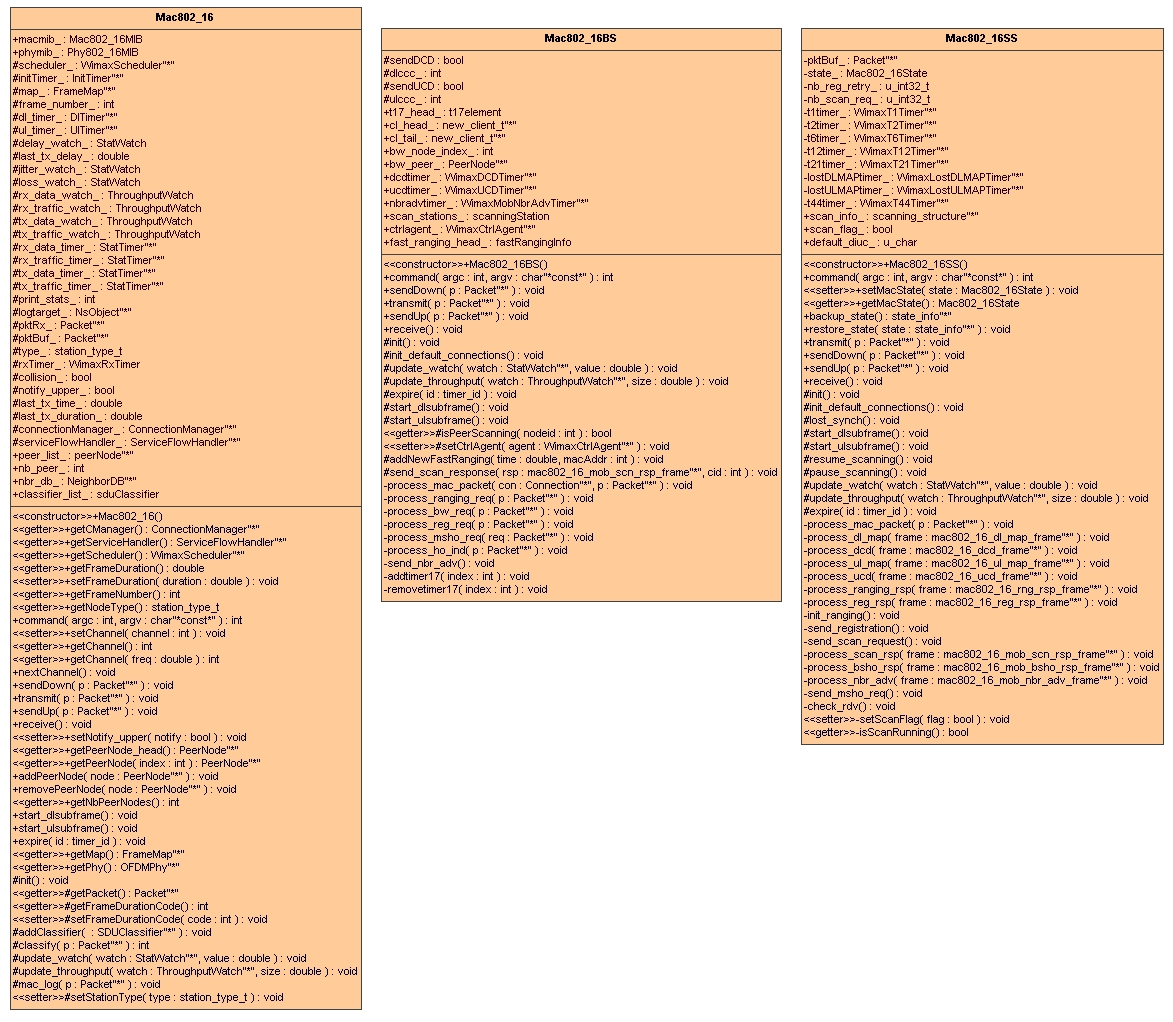 Mac802_16
+macmib_ : Mac802_16MIB
+phymib_ : Phy802_16MIB
#scheduler_ : WimaxScheduler"*"
#initTimer_ : InitTimer"*"
#map_ : FrameMap"*"
#frame_number_ : int
#dl_timer_ : DlTimer"*"
#ul_timer_ : UlTimer"*"
#delay_watch_ : StatWatch
#last_tx_delay_ : double
#jitter_watch_ : StatWatch
#loss_watch_ : StatWatch
#rx_data_watch_ : ThroughputWatch
#rx_traffic_watch_ : ThroughputWatch
#tx_data_watch_ : ThroughputWatch
#tx_traffic_watch_ : ThroughputWatch
#rx_data_timer_ : StatTimer"*"
#rx_traffic_timer_ : StatTimer"*"
#tx_data_timer_ : StatTimer"*"
#tx_traffic_timer_ : StatTimer"*"
#print_stats_ : int
#logtarget_ : NsObject"*"
#pktRx_ : Packet"*"
#pktBuf_ : Packet"*"
#type_ : station_type_t
#rxTimer_ : WimaxRxTimer
#collision_ : bool
#notify_upper_ : bool
#last_tx_time_ : double
#last_tx_duration_ : double
#connectionManager_ : ConnectionManager"*"
#serviceFlowHandler_ : ServiceFlowHandler"*"
+peer_list_ : peerNode"*"
+nb_peer_ : int
+nbr_db_ : NeighborDB"*"
+classifier_list_ : sduClassifier
<<constructor>>+Mac802_16()
<<getter>>+getCManager() : ConnectionManager"*"
<<getter>>+getServiceHandler() : ServiceFlowHandler"*"
<<getter>>+getScheduler() : WimaxScheduler"*"
<<getter>>+getFrameDuration() : double
<<setter>>+setFrameDuration( duration : double ) : void
<<getter>>+getFrameNumber() : int
<<getter>>+getNodeType() : station_type_t
+command( argc : int, argv : char"*const*" ) : int
<<setter>>+setChannel( channel : int ) : void
<<getter>>+getChannel() : int
<<getter>>+getChannel( freq : double ) : int
+nextChannel() : void
+sendDown( p : Packet"*" ) : void
+transmit( p : Packet"*" ) : void
+sendUp( p : Packet"*" ) : void
+receive() : void
<<setter>>+setNotify_upper( notify : bool ) : void
<<getter>>+getPeerNode_head() : PeerNode"*"
<<getter>>+getPeerNode( index : int ) : PeerNode"*"
+addPeerNode( node : PeerNode"*" ) : void
+removePeerNode( node : PeerNode"*" ) : void
<<getter>>+getNbPeerNodes() : int
+start_dlsubframe() : void
+start_ulsubframe() : void
+expire( id : timer_id ) : void
<<getter>>+getMap() : FrameMap"*"
<<getter>>+getPhy() : OFDMPhy"*"
#init() : void
<<getter>>#getPacket() : Packet"*"
<<getter>>#getFrameDurationCode() : int
<<setter>>#setFrameDurationCode( code : int ) : void
#addClassifier(  : SDUClassifier"*" ) : void
#classify( p : Packet"*" ) : int
#update_watch( watch : StatWatch"*", value : double ) : void
#update_throughput( watch : ThroughputWatch"*", size : double ) : void
#mac_log( p : Packet"*" ) : void
<<setter>>#setStationType( type : station_type_t ) : void
Mac802_16BS
#sendDCD : bool
#dlccc_ : int
#sendUCD : bool
#ulccc_ : int
+t17_head_ : t17element
+cl_head_ : new_client_t"*"
+cl_tail_ : new_client_t"*"
+bw_node_index_ : int
+bw_peer_ : PeerNode"*"
+dcdtimer_ : WimaxDCDTimer"*"
+ucdtimer_ : WimaxUCDTimer"*"
+nbradvtimer_ : WimaxMobNbrAdvTimer"*"
+scan_stations_ : scanningStation
+ctrlagent_ : WimaxCtrlAgent"*"
+fast_ranging_head_ : fastRangingInfo
<<constructor>>+Mac802_16BS()
+command( argc : int, argv : char"*const*" ) : int
+sendDown( p : Packet"*" ) : void
+transmit( p : Packet"*" ) : void
+sendUp( p : Packet"*" ) : void
+receive() : void
#init() : void
#init_default_connections() : void
#update_watch( watch : StatWatch"*", value : double ) : void
#update_throughput( watch : ThroughputWatch"*", size : double ) : void
#expire( id : timer_id ) : void
#start_dlsubframe() : void
#start_ulsubframe() : void
<<getter>>#isPeerScanning( nodeid : int ) : bool
<<setter>>#setCtrlAgent( agent : WimaxCtrlAgent"*" ) : void
#addNewFastRanging( time : double, macAddr : int ) : void
#send_scan_response( rsp : mac802_16_mob_scn_rsp_frame"*", cid : int ) : void
-process_mac_packet( con : Connection"*", p : Packet"*" ) : void
-process_ranging_req( p : Packet"*" ) : void
-process_bw_req( p : Packet"*" ) : void
-process_reg_req( p : Packet"*" ) : void
-process_msho_req( req : Packet"*" ) : void
-process_ho_ind( p : Packet"*" ) : void
-send_nbr_adv() : void
-addtimer17( index : int ) : void
-removetimer17( index : int ) : void
Mac802_16SS
-pktBuf_ : Packet"*"
-state_ : Mac802_16State
-nb_reg_retry_ : u_int32_t
-nb_scan_req_ : u_int32_t
-t1timer_ : WimaxT1Timer"*"
-t2timer_ : WimaxT2Timer"*"
-t6timer_ : WimaxT6Timer"*"
-t12timer_ : WimaxT12Timer"*"
-t21timer_ : WimaxT21Timer"*"
-lostDLMAPtimer_ : WimaxLostDLMAPTimer"*"
-lostULMAPtimer_ : WimaxLostULMAPTimer"*"
-t44timer_ : WimaxT44Timer"*"
+scan_info_ : scanning_structure"*"
+scan_flag_ : bool
+default_diuc_ : u_char
<<constructor>>+Mac802_16SS()
+command( argc : int, argv : char"*const*" ) : int
<<setter>>+setMacState( state : Mac802_16State ) : void
<<getter>>+getMacState() : Mac802_16State
+backup_state() : state_info"*"
+restore_state( state : state_info"*" ) : void
+transmit( p : Packet"*" ) : void
+sendDown( p : Packet"*" ) : void
+sendUp( p : Packet"*" ) : void
+receive() : void
#init() : void
#init_default_connections() : void
#lost_synch() : void
#start_dlsubframe() : void
#start_ulsubframe() : void
#resume_scanning() : void
#pause_scanning() : void
#update_watch( watch : StatWatch"*", value : double ) : void
#update_throughput( watch : ThroughputWatch"*", size : double ) : void
#expire( id : timer_id ) : void
-process_mac_packet( p : Packet"*" ) : void
-process_dl_map( frame : mac802_16_dl_map_frame"*" ) : void
-process_dcd( frame : mac802_16_dcd_frame"*" ) : void
-process_ul_map( frame : mac802_16_ul_map_frame"*" ) : void
-process_ucd( frame : mac802_16_ucd_frame"*" ) : void
-process_ranging_rsp( frame : mac802_16_rng_rsp_frame"*" ) : void
-process_reg_rsp( frame : mac802_16_reg_rsp_frame"*" ) : void
-init_ranging() : void
-send_registration() : void
-send_scan_request() : void
-process_scan_rsp( frame : mac802_16_mob_scn_rsp_frame"*" ) : void
-process_bsho_rsp( frame : mac802_16_mob_bsho_rsp_frame"*" ) : void
-process_nbr_adv( frame : mac802_16_mob_nbr_adv_frame"*" ) : void
-send_msho_req() : void
-check_rdv() : void
<<setter>>-setScanFlag( flag : bool ) : void
<<getter>>-isScanRunning() : bool